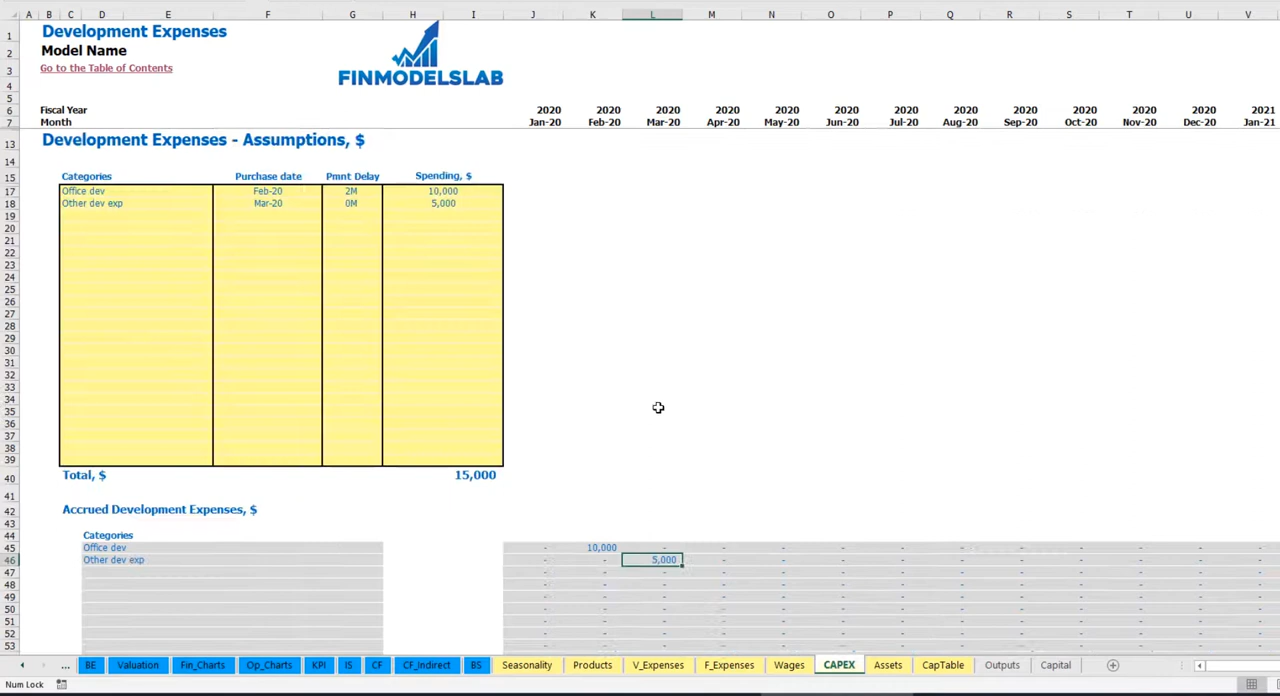 A B C D E F G H I J K L M N O P Q R S T U V
1 Development Expenses
2 Model Name
3 Go to the Table of Contents
FINMODELSLAB
4
5
6 Fiscal Year 2020 2020 2020 2020 2020 2020 2020 2020 2020 2020 2020 2020 2021
7 Month Jan-20 Feb-20 Mar-20 Apr-20 May-20 Jun-20 Jul-20 Aug-20 Sep-20 Oct-20 Nov-20 Dec-20 Jan-21
13 Development Expenses - Assumptions, $
14
15 Categories Purchase date Pmnt Delay Spending, $
17 Office dev Feb-20 2M 10,000
18 Other dev exp Mar-20 0M 5,000
19
20
21
22
23
24
25
26
27
28
29
30
31
32
33
34
35
36
37
38
39
40 Total, $ 15,000
41
42 Accrued Development Expenses, $
43
44 Categories
45 Office dev - 10,000 - - - - - - - - - - -
46 Other dev exp - - 5,000 - - - - - - - - - -
47 - - - - - - - - - - - - -
48 - - - - - - - - - - - - -
49 - - - - - - - - - - - - -
50 - - - - - - - - - - - - -
51 - - - - - - - - - - - - -
52 - - - - - - - - - - - - -
53 - - - - - - - - - - - - -
... BE Valuation Fin_Charts Op_Charts KPI IS CF CF_Indirect BS Seasonality Products V_Expenses F_Expenses Wages CAPEX Assets CapTable Outputs Capital
Num Lock